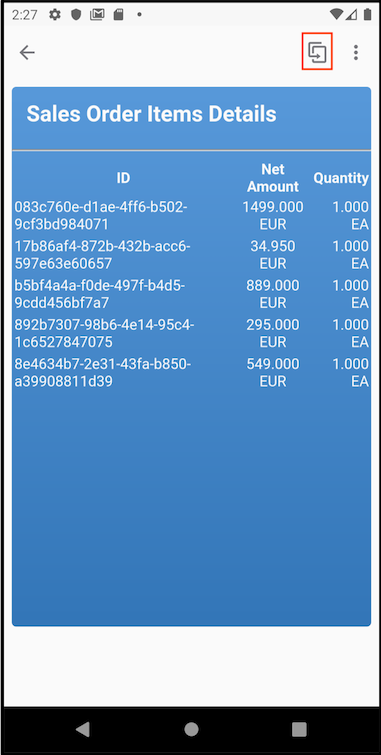 2:27
Sales Order Items Details
ID Net Amount Quantity
083c760e-d1ae-4ff6-b502- 1499.000 1.000
9cf3bd984071 EUR EA
17b86af4-872b-432b-acc6- 34.950 1.000
597e63e60657 EUR EA
b5bf4a4a-f0de-497f-b4d5- 889.000 1.000
9cdd456bf7a7 EUR EA
892b7307-98b6-4e14-95c4- 295.000 1.000
1c6527847075 EUR EA
8e4634b7-2e31-43fa-b850- 549.000 1.000
a39908811d39 EUR EA